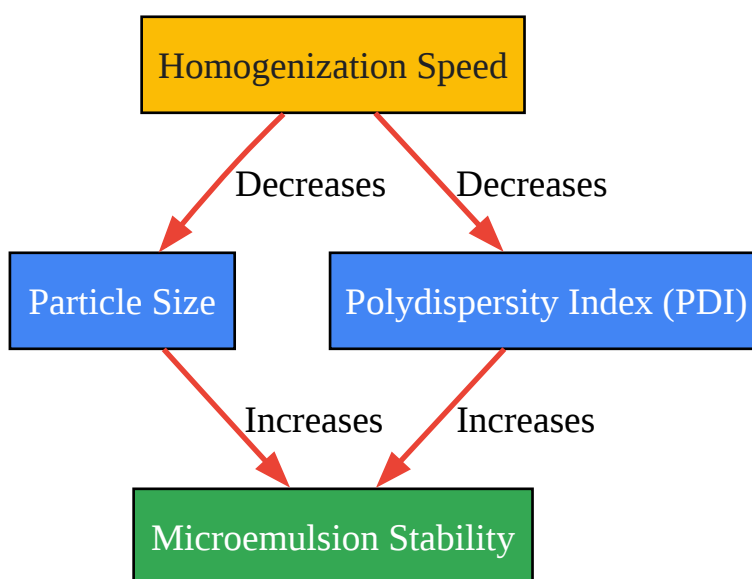 Homogenization Speed
Decreases
Decreases
Particle Size
Polydispersity Index (PDI)
Increases
Increases
Microemulsion Stability